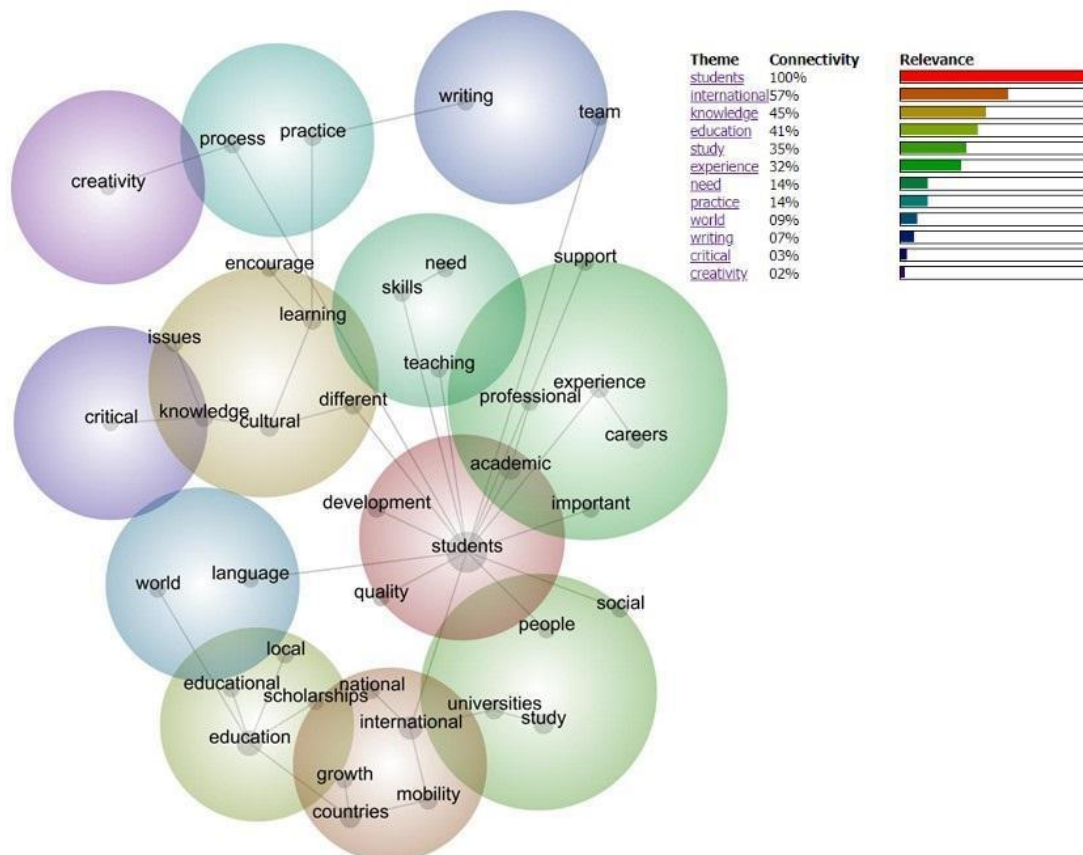 writing
team
process
practice
creativity
encourage
need
support
skills
learning
issues
teaching
experience
professional
different
critical
knowledge
cultural
careers
academic
development
important
students
language
world
quality
social
people
local
educational
scholarships
national
universities
international
study
education
growth
mobility
countries
Theme Connectivity Relevance
students 100%
international 57%
knowledge 45%
education 41%
study 35%
experience 32%
need 14%
practice 14%
world 09%
writing 07%
critical 03%
creativity 02%